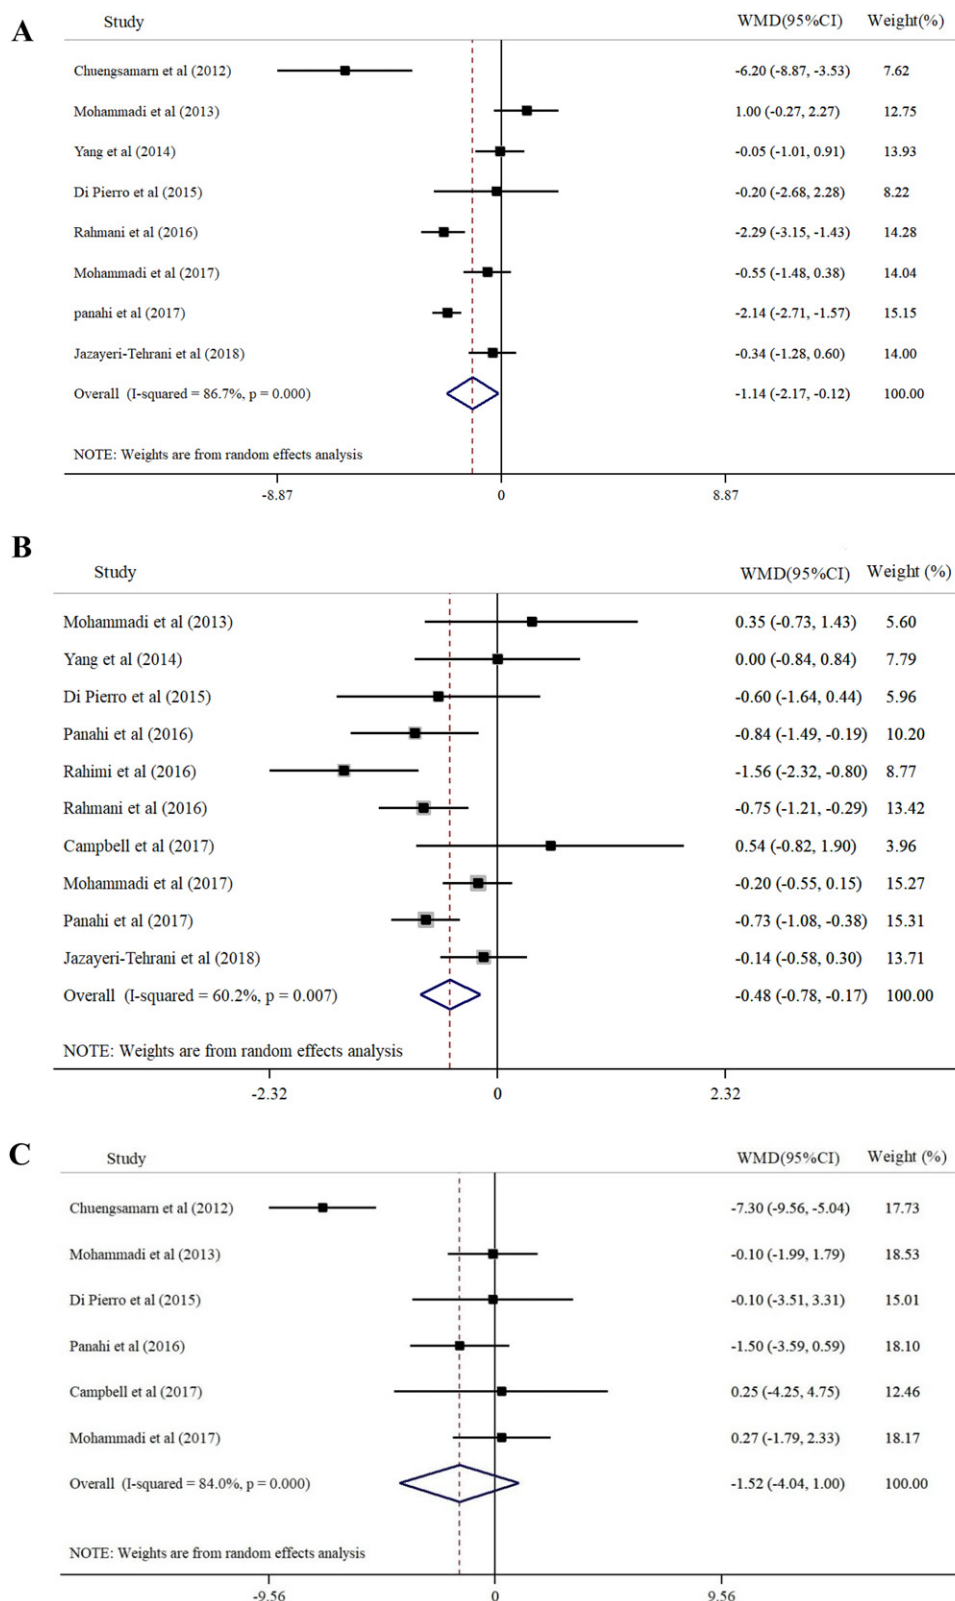 A
Study WMD(95%CI) Weight(%)
Chuengsamarn et al (2012) -6.20 (-8.87, -3.53) 7.62
Mohammadi et al (2013) 1.00 (-0.27, 2.27) 12.75
Yang et al (2014) -0.05 (-1.01, 0.91) 13.93
Di Pierro et al (2015) -0.20 (-2.68, 2.28) 8.22
Rahmani et al (2016) -2.29 (-3.15, -1.43) 14.28
Mohammadi et al (2017) -0.55 (-1.48, 0.38) 14.04
panahi et al (2017) -2.14 (-2.71, -1.57) 15.15
Jazayeri-Tehrani et al (2018) -0.34 (-1.28, 0.60) 14.00
Overall (I-squared = 86.7%, p = 0.000) -1.14 (-2.17, -0.12) 100.00
NOTE: Weights are from random effects analysis
-8.87 0 8.87
B
Study WMD(95%CI) Weight (%)
Mohammadi et al (2013) 0.35 (-0.73, 1.43) 5.60
Yang et al (2014) 0.00 (-0.84, 0.84) 7.79
Di Pierro et al (2015) -0.60 (-1.64, 0.44) 5.96
Panahi et al (2016) -0.84 (-1.49, -0.19) 10.20
Rahimi et al (2016) -1.56 (-2.32, -0.80) 8.77
Rahmani et al (2016) -0.75 (-1.21, -0.29) 13.42
Campbell et al (2017) 0.54 (-0.82, 1.90) 3.96
Mohammadi et al (2017) -0.20 (-0.55, 0.15) 15.27
Panahi et al (2017) -0.73 (-1.08, -0.38) 15.31
Jazayeri-Tehrani et al (2018) -0.14 (-0.58, 0.30) 13.71
Overall (I-squared = 60.2%, p = 0.007) -0.48 (-0.78, -0.17) 100.00
NOTE: Weights are from random effects analysis
-2.32 0 2.32
C
Study WMD(95%CI) Weight (%)
Chuengsamarn et al (2012) -7.30 (-9.56, -5.04) 17.73
Mohammadi et al (2013) -0.10 (-1.99, 1.79) 18.53
Di Pierro et al (2015) -0.10 (-3.51, 3.31) 15.01
Panahi et al (2016) -1.50 (-3.59, 0.59) 18.10
Campbell et al (2017) 0.25 (-4.25, 4.75) 12.46
Mohammadi et al (2017) 0.27 (-1.79, 2.33) 18.17
Overall (I-squared = 84.0%, p = 0.000) -1.52 (-4.04, 1.00) 100.00
NOTE: Weights are from random effects analysis
-9.56 0 9.56